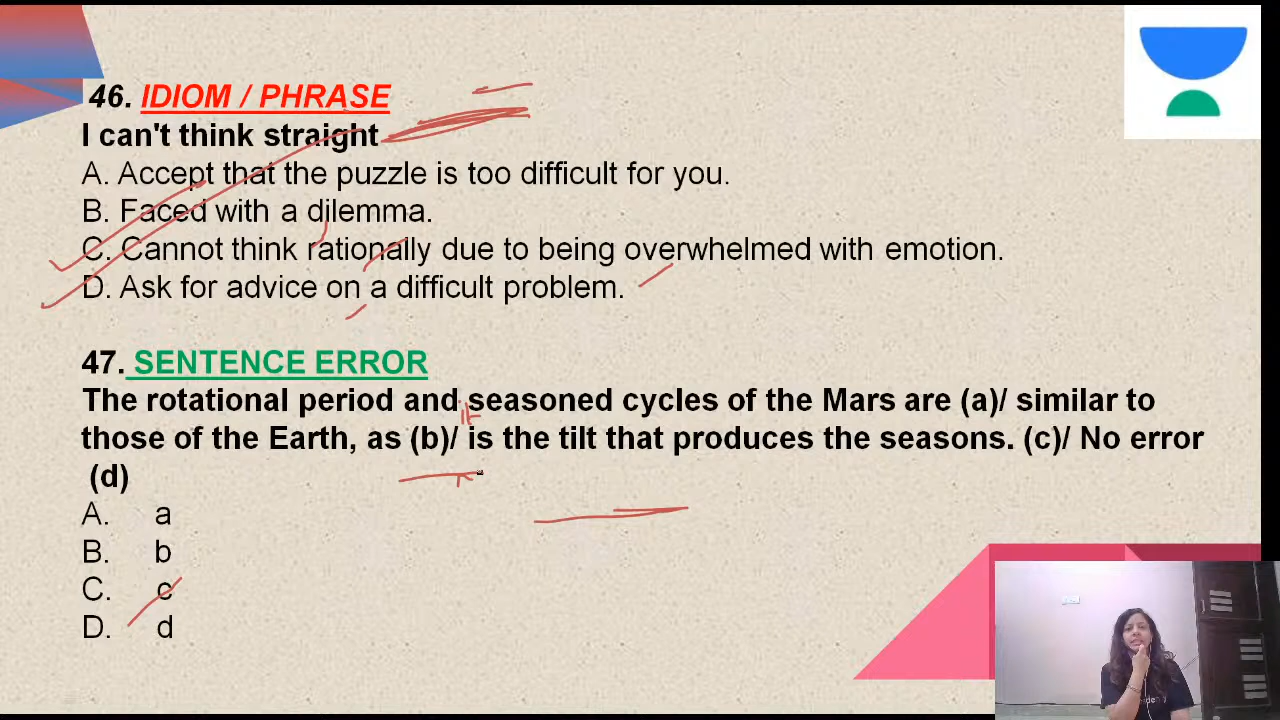 46. IDIOM / PHRASE
I can't think straight
A. Accept that the puzzle is too difficult for you.
B. Faced with a dilemma.
C. Cannot think rationally due to being overwhelmed with emotion.
D. Ask for advice on a difficult problem.
47. SENTENCE ERROR
The rotational period and seasoned cycles of the Mars are (a)/ similar to
it
those of the Earth, as (b)/ is the tilt that produces the seasons. (c)/ No error
(d)
A. a
B. b
C. c
D. d